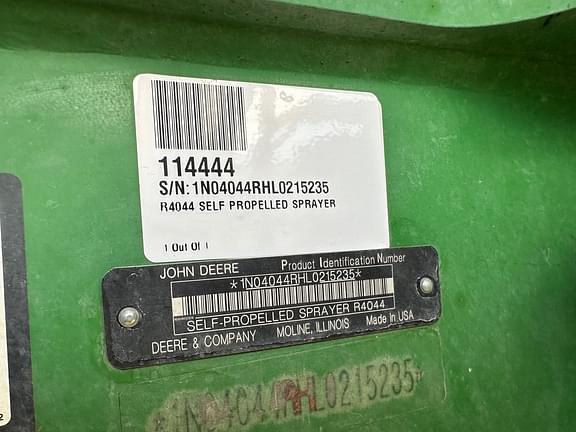 114444
S/N: 1N04044RHL0215235
R4044 SELF PROPELLED SPRAYER
1 Out Of 1
JOHN DEERE Product Identification Number
*1N04044RHL0215235*
SELF-PROPELLED SPRAYER R4044
DEERE & COMPANY MOLINE, ILLINOIS Made In USA
*1N04044RHL0215235*
2